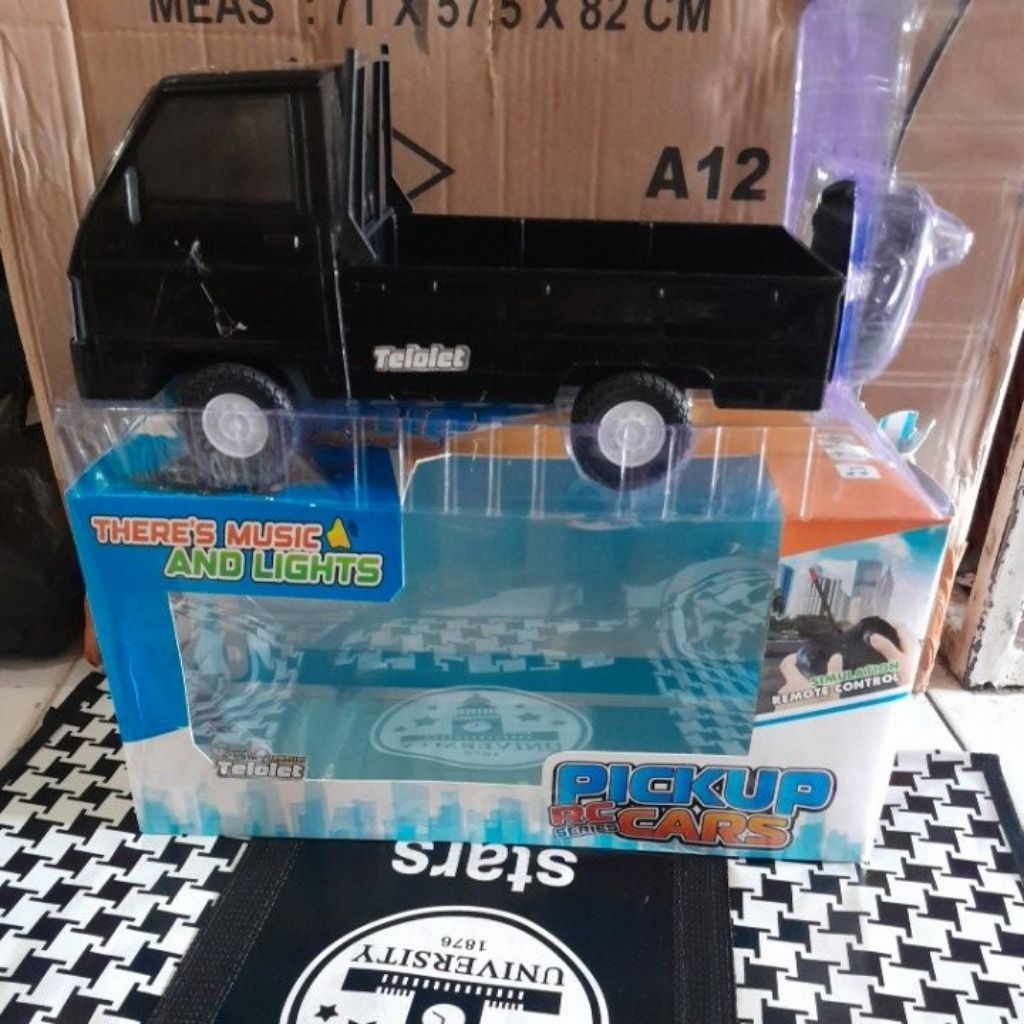 MEAS : 71 X 57.5 X 82 CM
A12
Telolet
THERE'S MUSIC
AND LIGHTS
SIMULATION
REMOTE CONTROL
Telolet
PICKUP
RC SERIES CARS
stars
UNIVERSITY
1876
UNIVERSITY